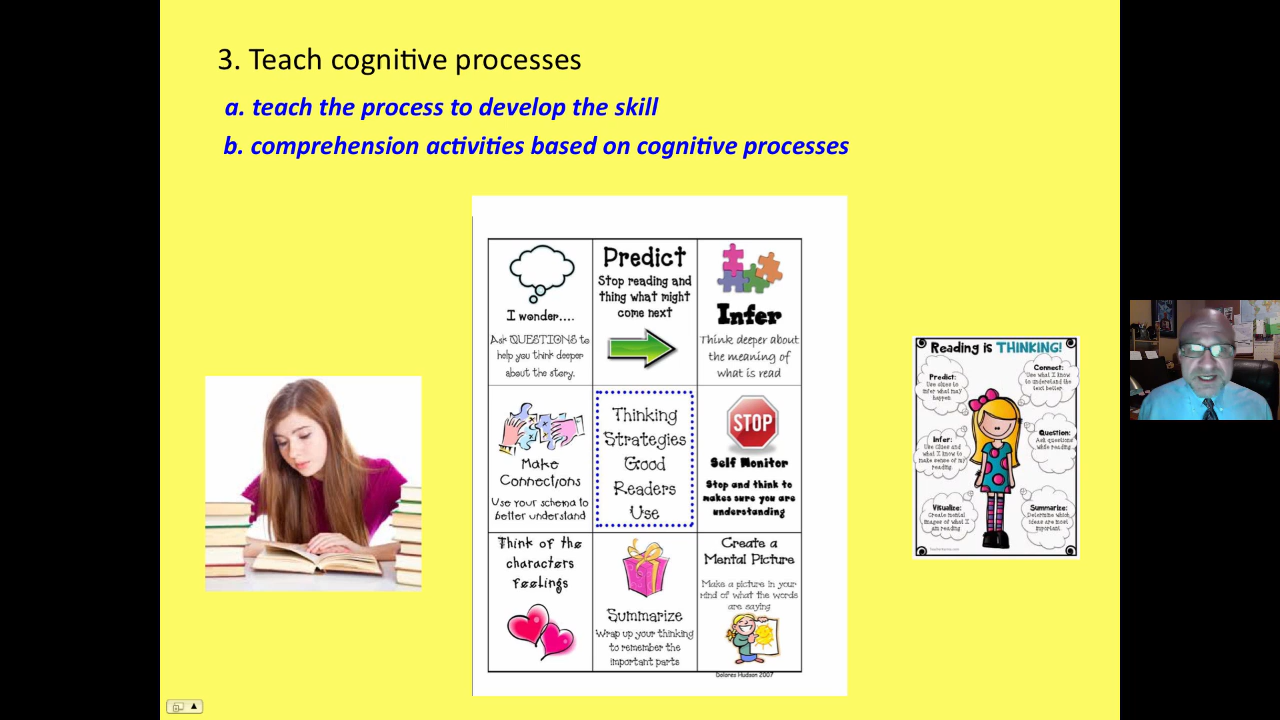 3. Teach cognitive processes
a. teach the process to develop the skill
b. comprehension activities based on cognitive processes
I wonder....
Ask QUESTIONS to
help you think deeper
about the story.
Predict
Stop reading and
thing what might
come next
Infer
Think deeper about
the meaning of
what is read
Make
Connections
Use your schema to
better understand
Thinking
Strategies
Good
Readers
Use
STOP
Self Monitor
Stop and think to
makes sure you are
understanding
Think of the
characters
feelings
Summarize
Wrap up your thinking
to remember the
important parts
Create a
Mental Picture
Make a picture in your
mind of what the words
are saying
Dolores Hudson 2007
Reading is THINKING!
Predict:
Use clues to
infer what may
happen.
Connect:
Use what I know
to understand the
text better.
Infer:
Use clues and
what I know to
make sense of my
reading.
Question:
Ask questions
while reading.
Visualize:
Create mental
images of what I
am reading.
Summarize:
Determine which
ideas are most
important.